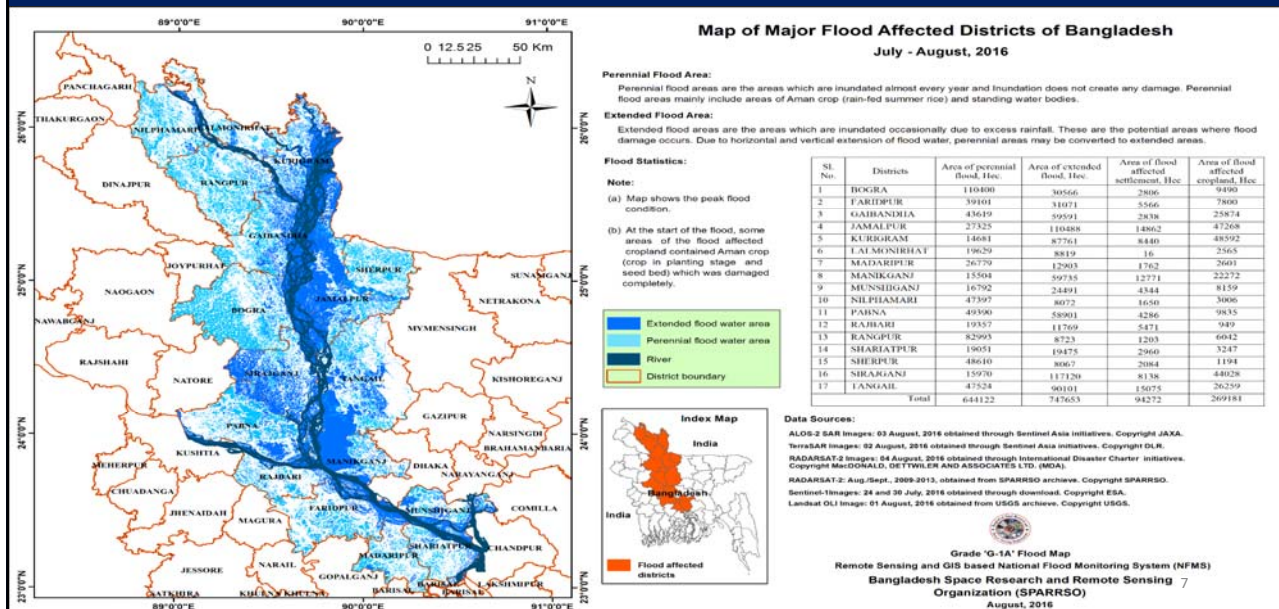 89°0'0"E 90°0'0"E 91°0'0"E
0 12.525 50 Km
N
26°0'0"N
25°0'0"N
24°0'0"N
23°0'0"N
PANCHAGARH
THAKURGAON
NILPHAMARI
LALMONIRHAT
KURIGRAM
DINAJPUR
RANGPUR
GAIBANDHA
JOYPURHAT
SHERPUR
SUNAMGANJ
NAOGAON
JAMALPUR
NETRAKONA
BOGRA
NAWABGANJ
MYMENSINGH
RAJSHAHI
NATORE
SIRAJGANJ
TANGAIL
KISHOREGANJ
PABNA
GAZIPUR
NARSINGDI
KUSHTIA
BRAHAMANBARIA
MEHERPUR
MANIKGANJ
DHAKA
NARAYANGANJ
RAJBARI
CHUADANGA
JHENAIDAH
MAGURA
FARIDPUR
MUNSHIGANJ
COMILLA
SHARIATPUR
CHANDPUR
MADARIPUR
JESSORE
NARAIL
GOPALGANJ
BARISAL
BARISAL
LAKSHMIPUR
KHULNA KHULNA
89°0'0"E 90°0'0"E 91°0'0"E
Map of Major Flood Affected Districts of Bangladesh
July - August, 2016
Perennial Flood Area:
Perennial flood areas are the areas which are inundated almost every year and Inundation does not create any damage. Perennial
flood areas mainly include areas of Aman crop (rain-fed summer rice) and standing water bodies.
Extended Flood Area:
Extended flood areas are the areas which are inundated occasionally due to excess rainfall. These are the potential areas where flood
damage occurs. Due to horizontal and vertical extension of flood water, perennial areas may be converted to extended areas.
Flood Statistics:
Note:
(a) Map shows the peak flood
condition.
(b) At the start of the flood, some
areas of the flood affected
cropland contained Aman crop
(crop in planting stage and
seed bed) which was damaged
completely.
Sl. No. Districts Area of perennial flood, Hec. Area of extended flood, Hec. Area of flood affected settlement, Hec Area of flood affected cropland, Hec
1 BOGRA 110400 30566 2806 9490
2 FARIDPUR 39101 31071 5566 7800
3 GAIBANDHA 43619 59591 2838 25874
4 JAMALPUR 27325 110488 14862 47268
5 KURIGRAM 14681 87761 8440 48592
6 LALMONIRHAT 19629 8819 16 2565
7 MADARIPUR 26779 12903 1762 2601
8 MANIKGANJ 15504 59735 12771 22272
9 MUNSHIGANJ 16792 24491 4344 8159
10 NILPHAMARI 47397 8072 1650 3006
11 PABNA 49390 58901 4286 9835
12 RAJBARI 19357 11769 5471 949
13 RANGPUR 82995 8723 1203 6042
14 SHARIATPUR 19051 19475 2960 3247
15 SHERPUR 48610 8067 2084 1194
16 SIRAJGANJ 15970 117120 8138 44028
17 TANGAIL 47524 90101 15075 26259
Total 644122 747653 94272 269181
Extended flood water area
Perennial flood water area
River
District boundary
Index Map
India
Bangladesh
India
Flood affected
districts
Data Sources:
ALOS-2 SAR Images: 03 August, 2016 obtained through Sentinel Asia initiatives. Copyright JAXA.
TerraSAR Images: 02 August, 2016 obtained through Sentinel Asia initiatives. Copyright DLR.
RADARSAT-2 Images: 04 August, 2016 obtained through International Disaster Charter initiatives.
Copyright MacDONALD, DETTWILER AND ASSOCIATES LTD. (MDA).
RADARSAT-2: Aug./Sept., 2009-2013, obtained from SPARRSO archieve. Copyright SPARRSO.
Sentinel-1Images: 24 and 30 July, 2016 obtained through download. Copyright ESA.
Landsat OLI Image: 01 August, 2016 obtained from USGS archieve. Copyright USGS.
Grade 'G-1A' Flood Map
Remote Sensing and GIS based National Flood Monitoring System (NFMS)
Bangladesh Space Research and Remote Sensing
Organization (SPARRSO)
August, 2016
7